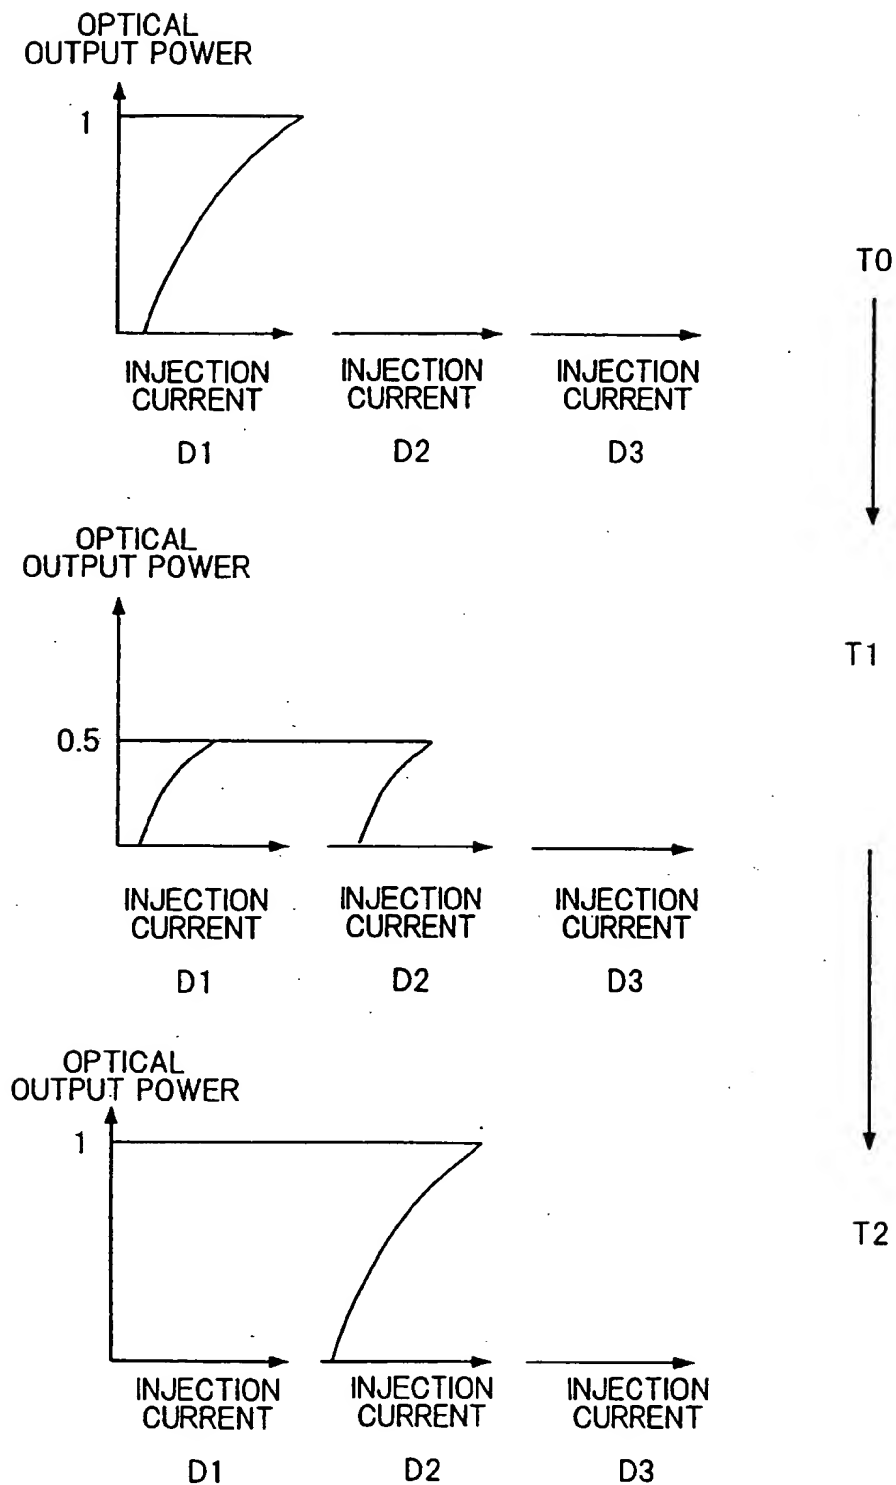 OPTICAL
OUTPUT POWER
1
T0
INJECTION
CURRENT
INJECTION
CURRENT
INJECTION
CURRENT
D1
D2
D3
OPTICAL
OUTPUT POWER
T1
0.5
INJECTION
CURRENT
INJECTION
CURRENT
INJECTION
CURRENT
D1
D2
D3
OPTICAL
OUTPUT POWER
1
T2
INJECTION
CURRENT
INJECTION
CURRENT
INJECTION
CURRENT
D1
D2
D3